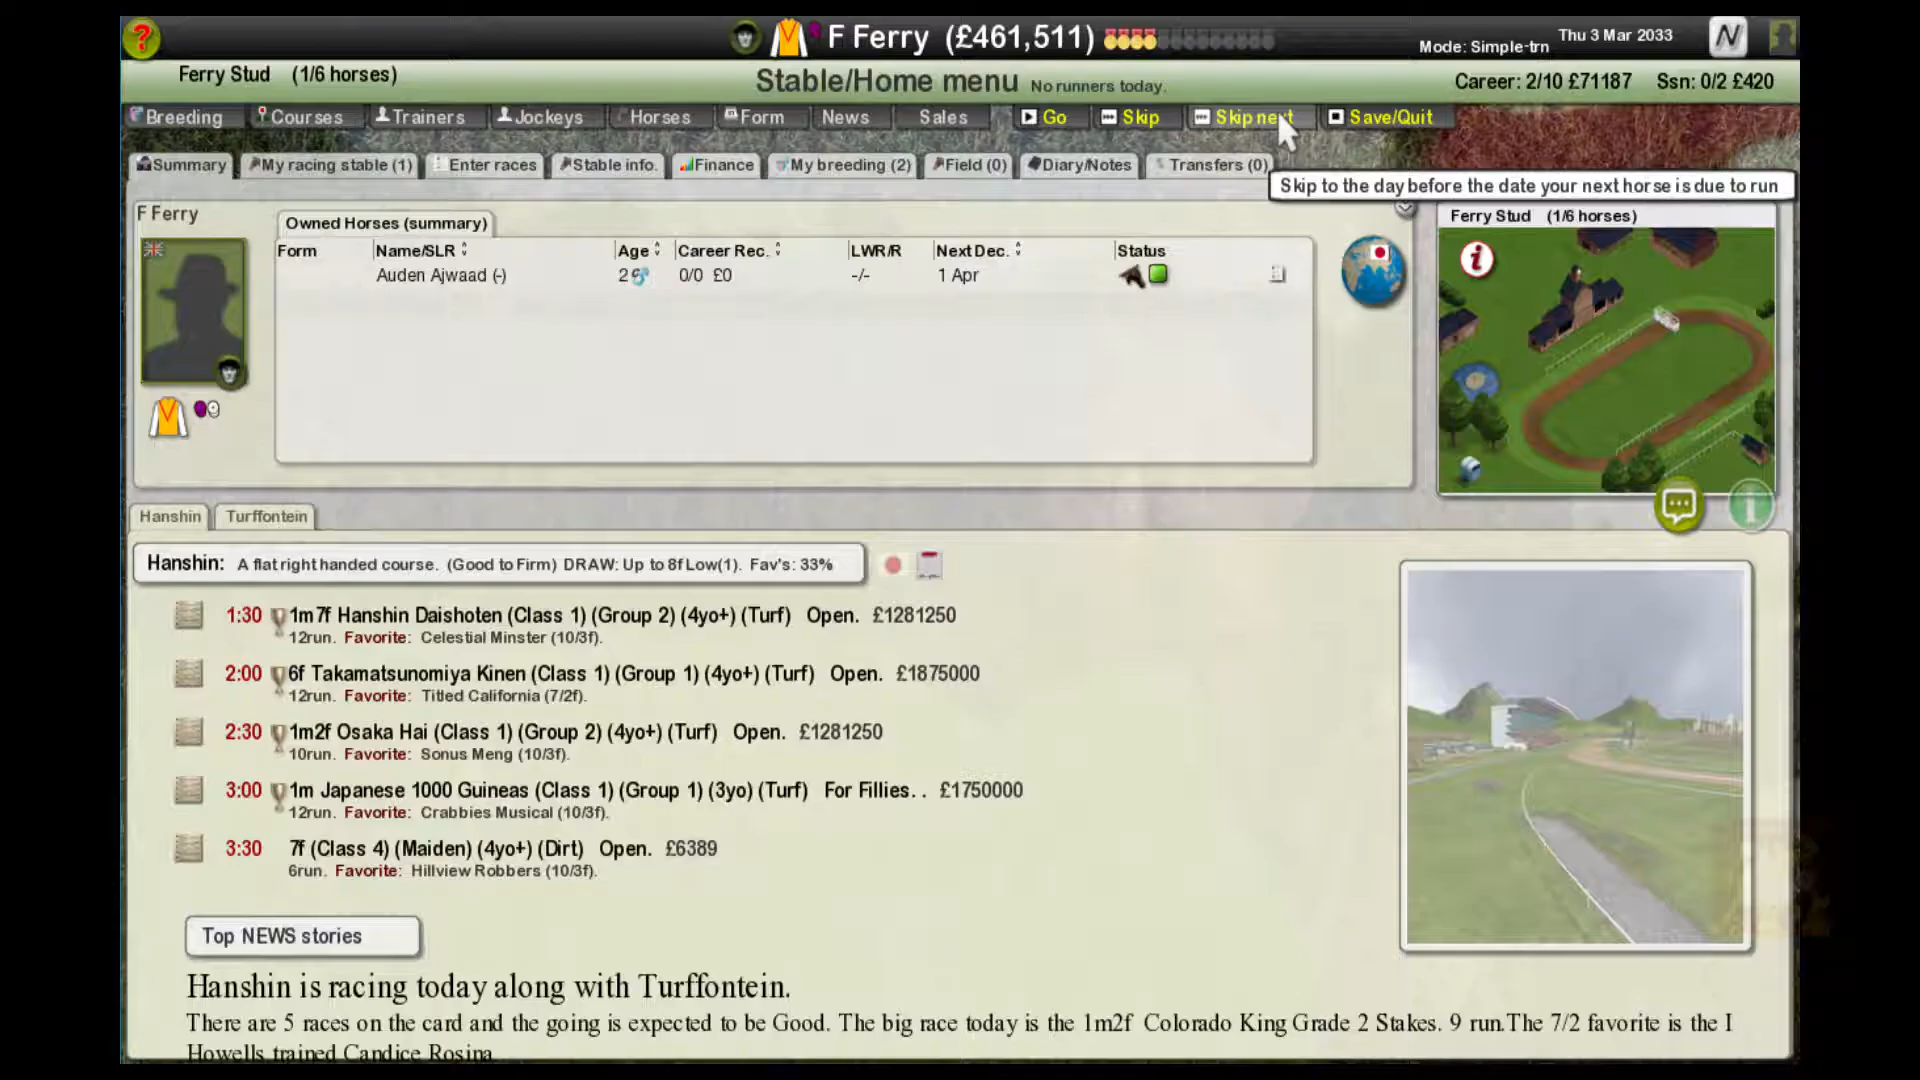 ?
F Ferry (£461,511)
Mode: Simple-trn
Thu 3 Mar 2033
N
Ferry Stud (1/6 horses)
Stable/Home menu No runners today.
Career: 2/10 £71187 Ssn: 0/2 £420
Breeding Courses Trainers Jockeys Horses Form News Sales Go Skip Skip next Save/Quit
Summary My racing stable (1) Enter races Stable info. Finance My breeding (2) Field (0) Diary/Notes Transfers (0)
Skip to the day before the date your next horse is due to run
F Ferry
Owned Horses (summary)
Ferry Stud (1/6 horses)
Form Name/SLR Age Career Rec. LWR/R Next Dec. Status
Auden Ajwaad (-) 2 0/0 £0 -/- 1 Apr
i
Hanshin Turffontein
Hanshin: A flat right handed course. (Good to Firm) DRAW: Up to 8f Low(1). Fav's: 33%
1:30 1m7f Hanshin Daishoten (Class 1) (Group 2) (4yo+) (Turf) Open. £1281250
12run. Favorite: Celestial Minster (10/3f).
2:00 6f Takamatsunomiya Kinen (Class 1) (Group 1) (4yo+) (Turf) Open. £1875000
12run. Favorite: Titled California (7/2f).
2:30 1m2f Osaka Hai (Class 1) (Group 2) (4yo+) (Turf) Open. £1281250
10run. Favorite: Sonus Meng (10/3f).
3:00 1m Japanese 1000 Guineas (Class 1) (Group 1) (3yo) (Turf) For Fillies. . £1750000
12run. Favorite: Crabbies Musical (10/3f).
3:30 7f (Class 4) (Maiden) (4yo+) (Dirt) Open. £6389
6run. Favorite: Hillview Robbers (10/3f).
Top NEWS stories
Hanshin is racing today along with Turffontein.
There are 5 races on the card and the going is expected to be Good. The big race today is the 1m2f Colorado King Grade 2 Stakes. 9 run.The 7/2 favorite is the I
Howells trained Candice Rosina